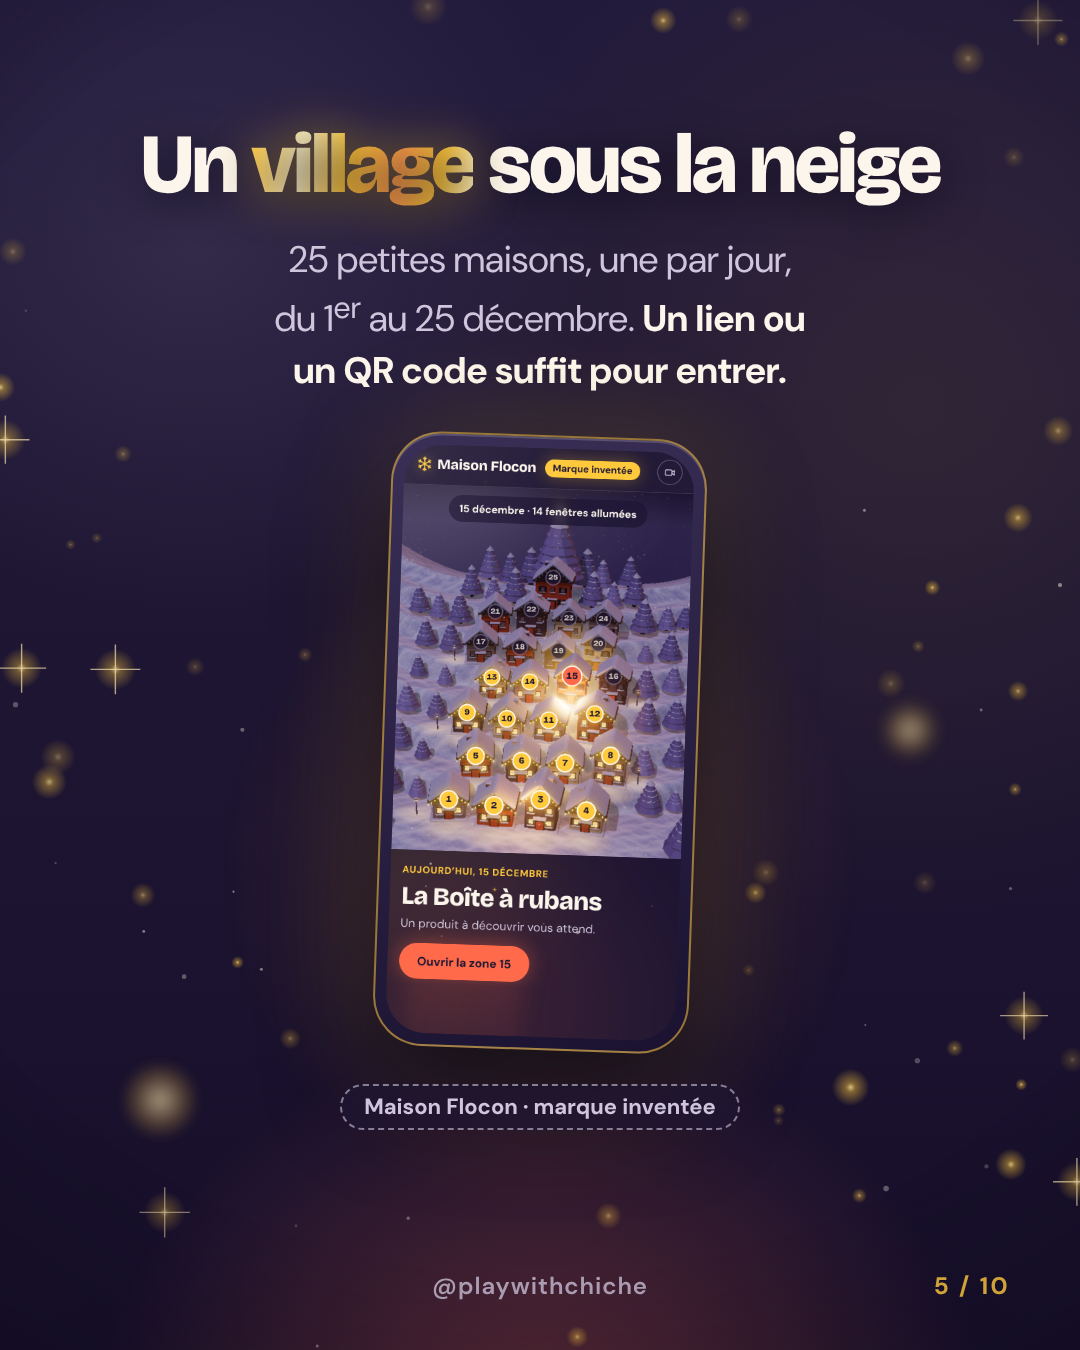 Un village sous la neige
25 petites maisons, une par jour,
du 1er au 25 décembre. Un lien ou
un QR code suffit pour entrer.
Maison Flocon Marque inventée
15 décembre · 14 fenêtres allumées
25
21 22 23 24
17 18 19 20
13 14 15 16
9 10 11 12
5 6 7 8
1 2 3 4
AUJOURD'HUI, 15 DÉCEMBRE
La Boîte à rubans
Un produit à découvrir vous attend.
Ouvrir la zone 15
Maison Flocon · marque inventée
@playwithchiche
5 / 10